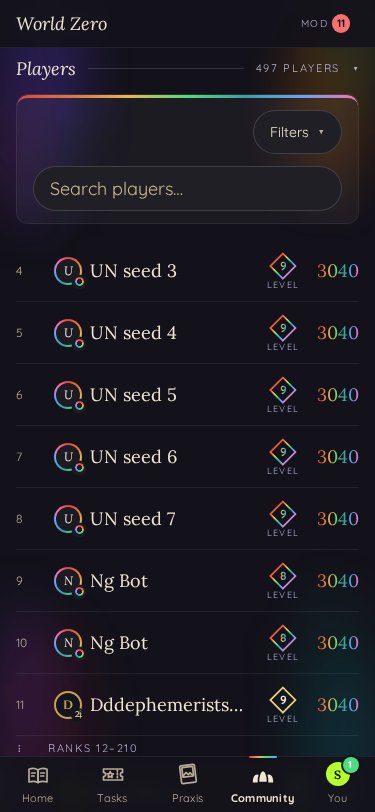 World Zero
MOD 11
Players 497 PLAYERS
Filters
Search players...
4 U UN seed 3 9 LEVEL 3040
5 U UN seed 4 9 LEVEL 3040
6 U UN seed 5 9 LEVEL 3040
7 U UN seed 6 9 LEVEL 3040
8 U UN seed 7 9 LEVEL 3040
9 N Ng Bot 8 LEVEL 3040
10 N Ng Bot 8 LEVEL 3040
11 D Dddephemerists... 9 LEVEL 3040
RANKS 12–210
Home Tasks Praxis Community S 1 You